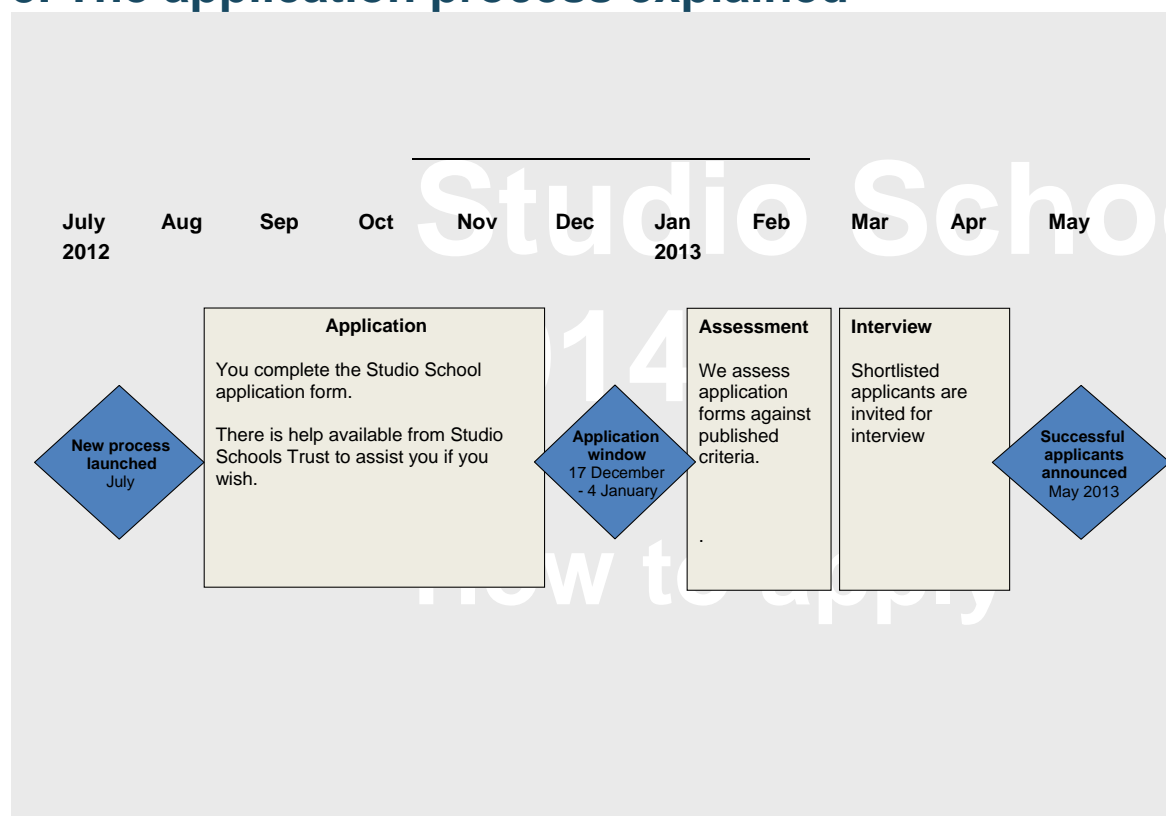 The application process explained
Studio Scho
014
How to apply
July Aug Sep Oct Nov Dec Jan Feb Mar Apr May
2012 2013
New process
launched
July
Application
You complete the Studio School
application form.
There is help available from Studio
Schools Trust to assist you if you
wish.
Application
window
17 December
- 4 January
Assessment
We assess
application
forms against
published
criteria.
.
Interview
Shortlisted
applicants are
invited for
interview
Successful
applicants
announced
May 2013